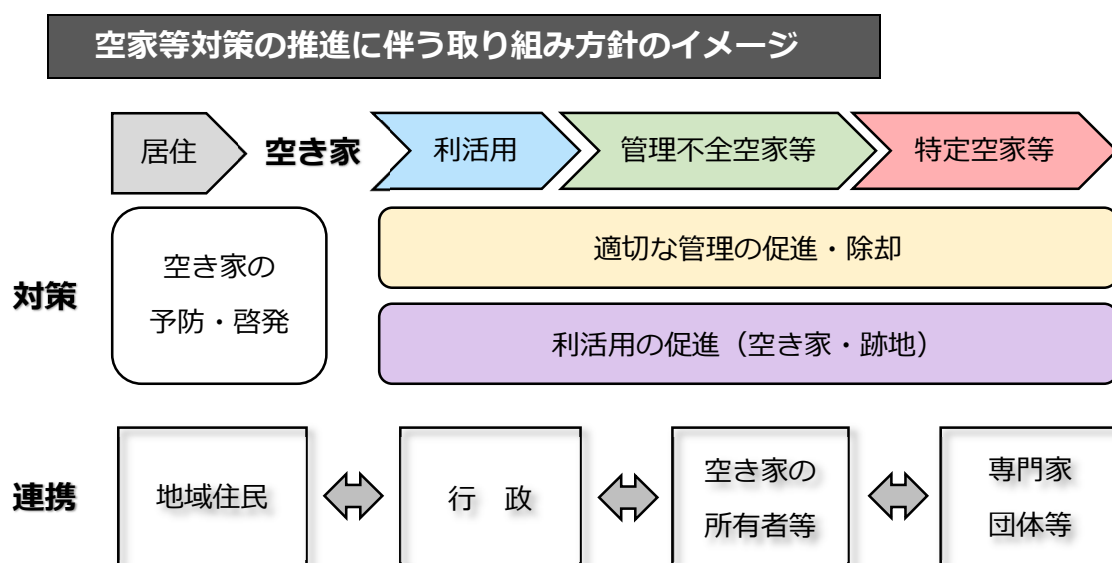 空家等対策の推進に伴う取り組み方針のイメージ
居住
空き家
利活用
管理不全空家等
特定空家等
対策
空き家の
予防・啓発
適切な管理の促進・除却
利活用の促進（空き家・跡地）
連携
地域住民
行　政
空き家の
所有者等
専門家
団体等